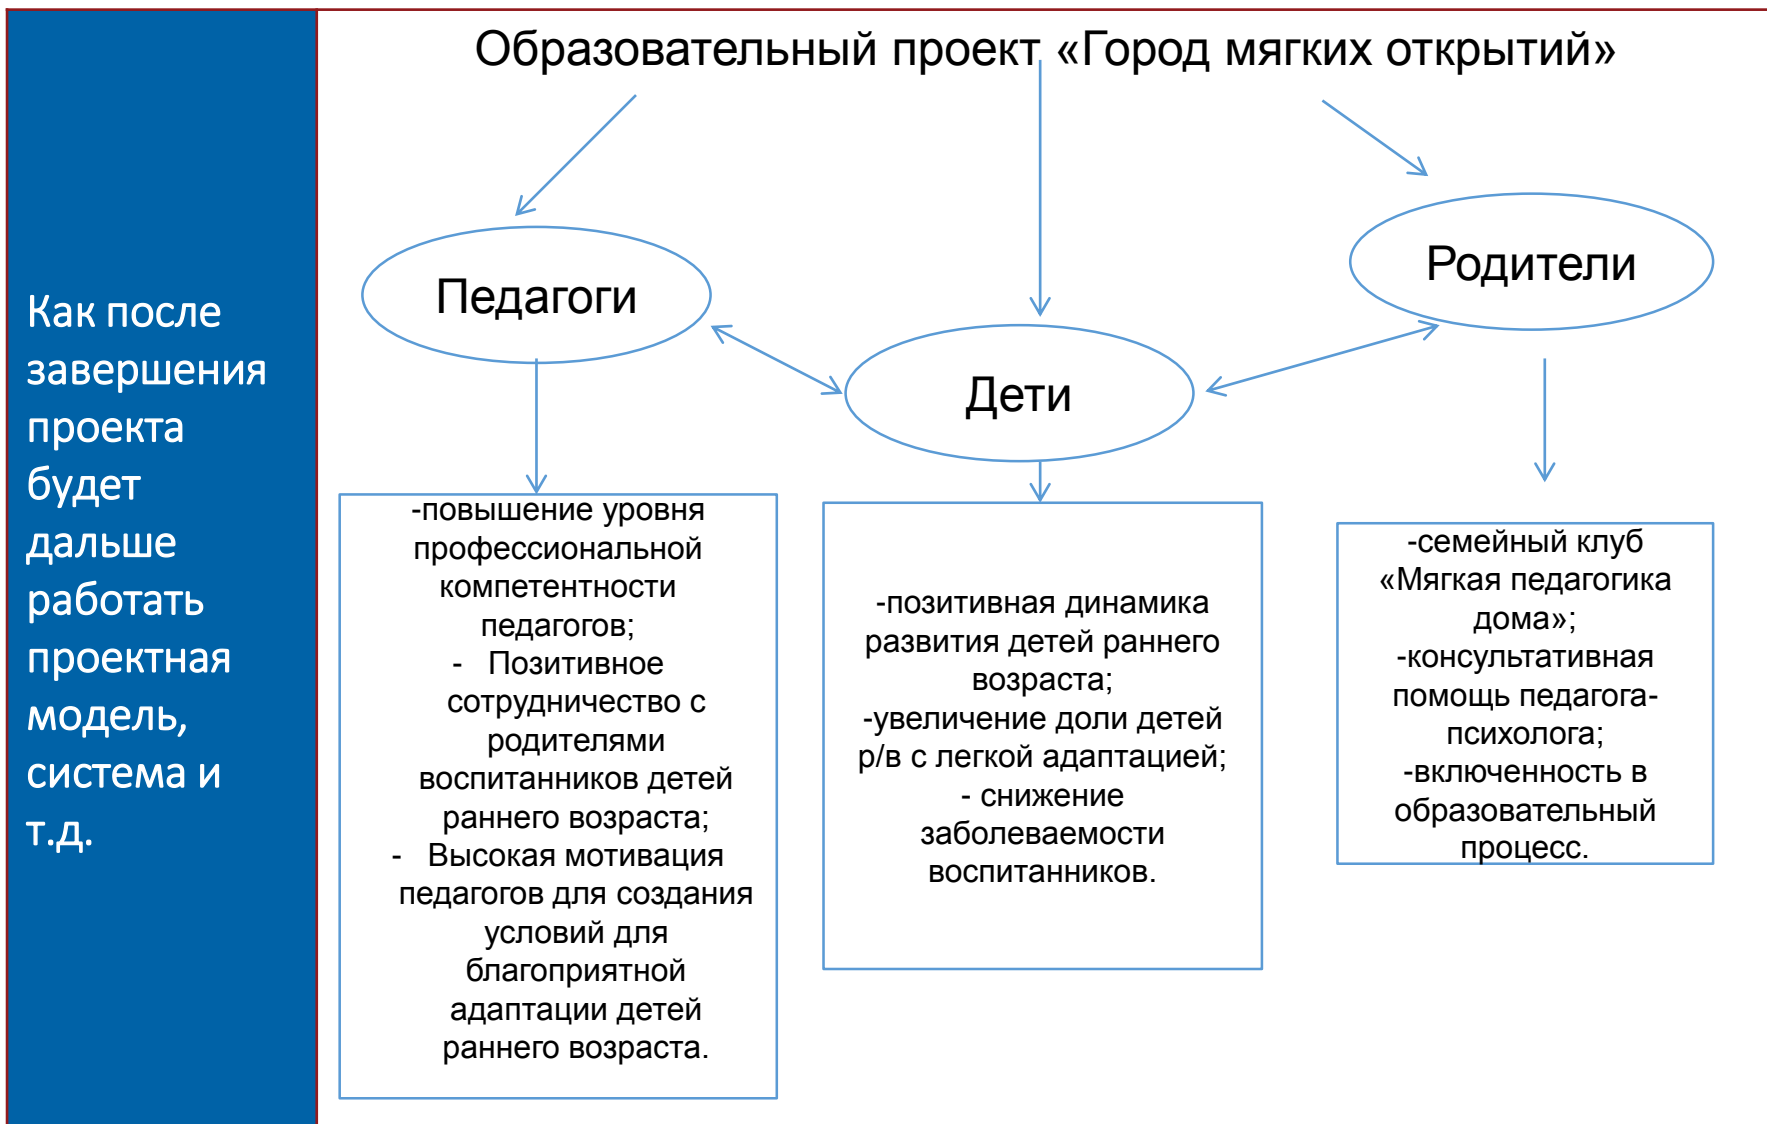 Как после
завершения
проекта
будет
дальше
работать
проектная
модель,
система и
т.д.
Образовательный проект «Город мягких открытий»
Педагоги
Дети
Родители
-повышение уровня
профессиональной
компетентности
педагогов;
- Позитивное
сотрудничество с
родителями
воспитанников детей
раннего возраста;
- Высокая мотивация
педагогов для создания
условий для
благоприятной
адаптации детей
раннего возраста.
-позитивная динамика
развития детей раннего
возраста;
-увеличение доли детей
р/в с легкой адаптацией;
- снижение
заболеваемости
воспитанников.
-семейный клуб
«Мягкая педагогика
дома»;
-консультативная
помощь педагога-
психолога;
-включенность в
образовательный
процесс.